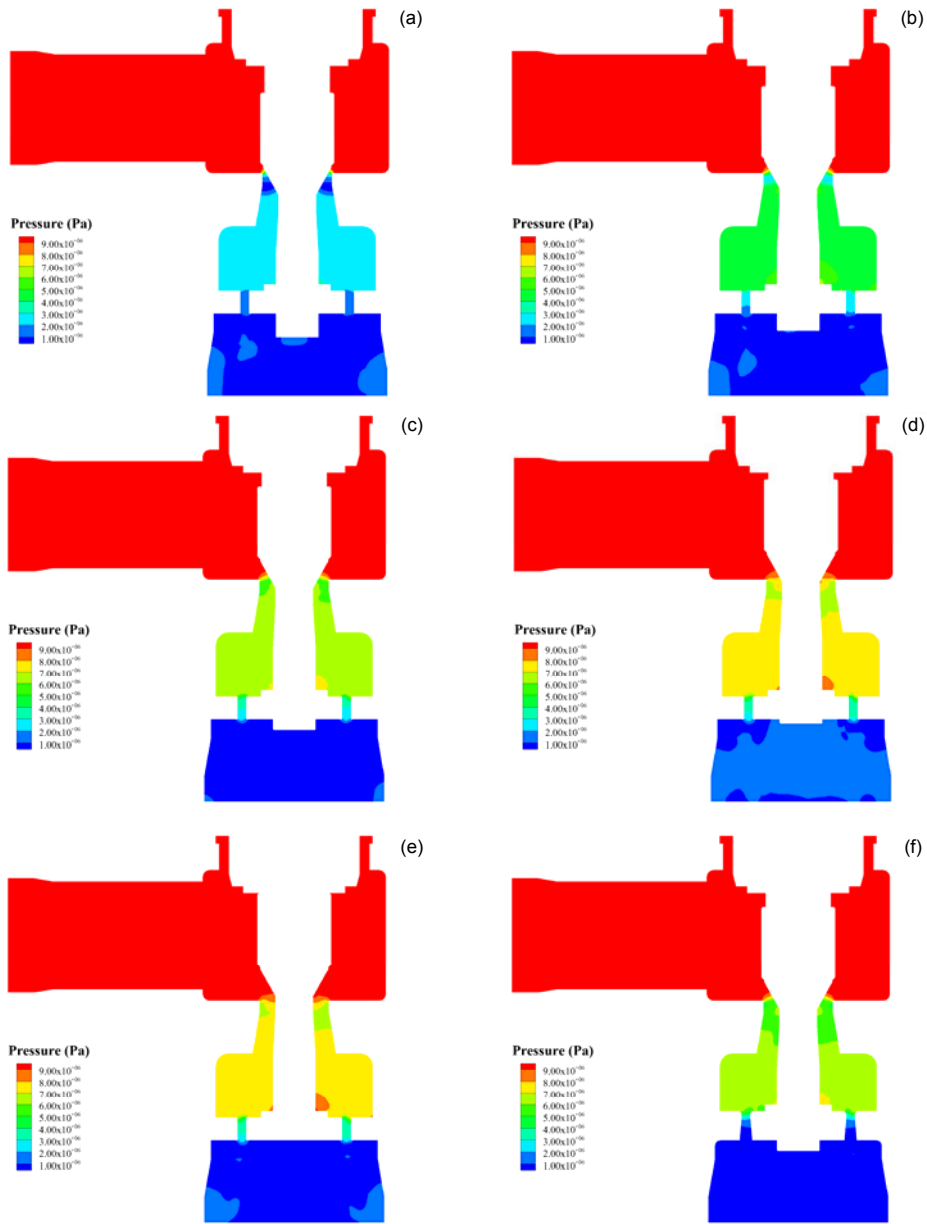 (a)
Pressure (Pa)
9.00x10⁻⁰⁶
8.00x10⁻⁰⁶
7.00x10⁻⁰⁶
6.00x10⁻⁰⁶
5.00x10⁻⁰⁶
4.00x10⁻⁰⁶
3.00x10⁻⁰⁶
2.00x10⁻⁰⁶
1.00x10⁻⁰⁶
(b)
Pressure (Pa)
9.00x10⁻⁰⁶
8.00x10⁻⁰⁶
7.00x10⁻⁰⁶
6.00x10⁻⁰⁶
5.00x10⁻⁰⁶
4.00x10⁻⁰⁶
3.00x10⁻⁰⁶
2.00x10⁻⁰⁶
1.00x10⁻⁰⁶
(c)
Pressure (Pa)
9.00x10⁻⁰⁶
8.00x10⁻⁰⁶
7.00x10⁻⁰⁶
6.00x10⁻⁰⁶
5.00x10⁻⁰⁶
4.00x10⁻⁰⁶
3.00x10⁻⁰⁶
2.00x10⁻⁰⁶
1.00x10⁻⁰⁶
(d)
Pressure (Pa)
9.00x10⁻⁰⁶
8.00x10⁻⁰⁶
7.00x10⁻⁰⁶
6.00x10⁻⁰⁶
5.00x10⁻⁰⁶
4.00x10⁻⁰⁶
3.00x10⁻⁰⁶
2.00x10⁻⁰⁶
1.00x10⁻⁰⁶
(e)
Pressure (Pa)
9.00x10⁻⁰⁶
8.00x10⁻⁰⁶
7.00x10⁻⁰⁶
6.00x10⁻⁰⁶
5.00x10⁻⁰⁶
4.00x10⁻⁰⁶
3.00x10⁻⁰⁶
2.00x10⁻⁰⁶
1.00x10⁻⁰⁶
(f)
Pressure (Pa)
9.00x10⁻⁰⁶
8.00x10⁻⁰⁶
7.00x10⁻⁰⁶
6.00x10⁻⁰⁶
5.00x10⁻⁰⁶
4.00x10⁻⁰⁶
3.00x10⁻⁰⁶
2.00x10⁻⁰⁶
1.00x10⁻⁰⁶